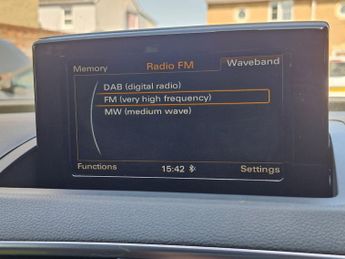 Memory Radio FM Waveband
DAB (digital radio)
FM (very high frequency)
MW (medium wave)
Functions 15:42 Settings